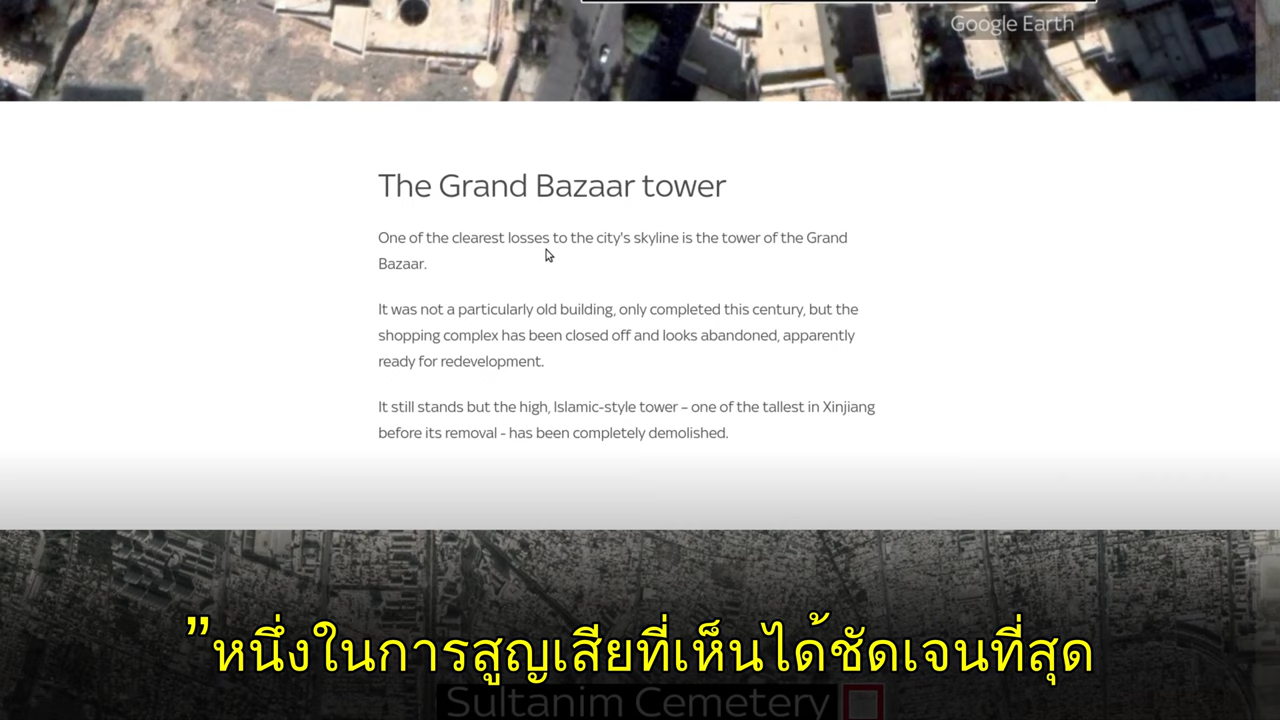 Google Earth
The Grand Bazaar tower
One of the clearest losses to the city's skyline is the tower of the Grand
Bazaar.
It was not a particularly old building, only completed this century, but the
shopping complex has been closed off and looks abandoned, apparently
ready for redevelopment.
It still stands but the high, Islamic-style tower – one of the tallest in Xinjiang
before its removal - has been completely demolished.
”หนึ่งในการสูญเสียที่เห็นได้ชัดเจนที่สุด
Sultanim Cemetery